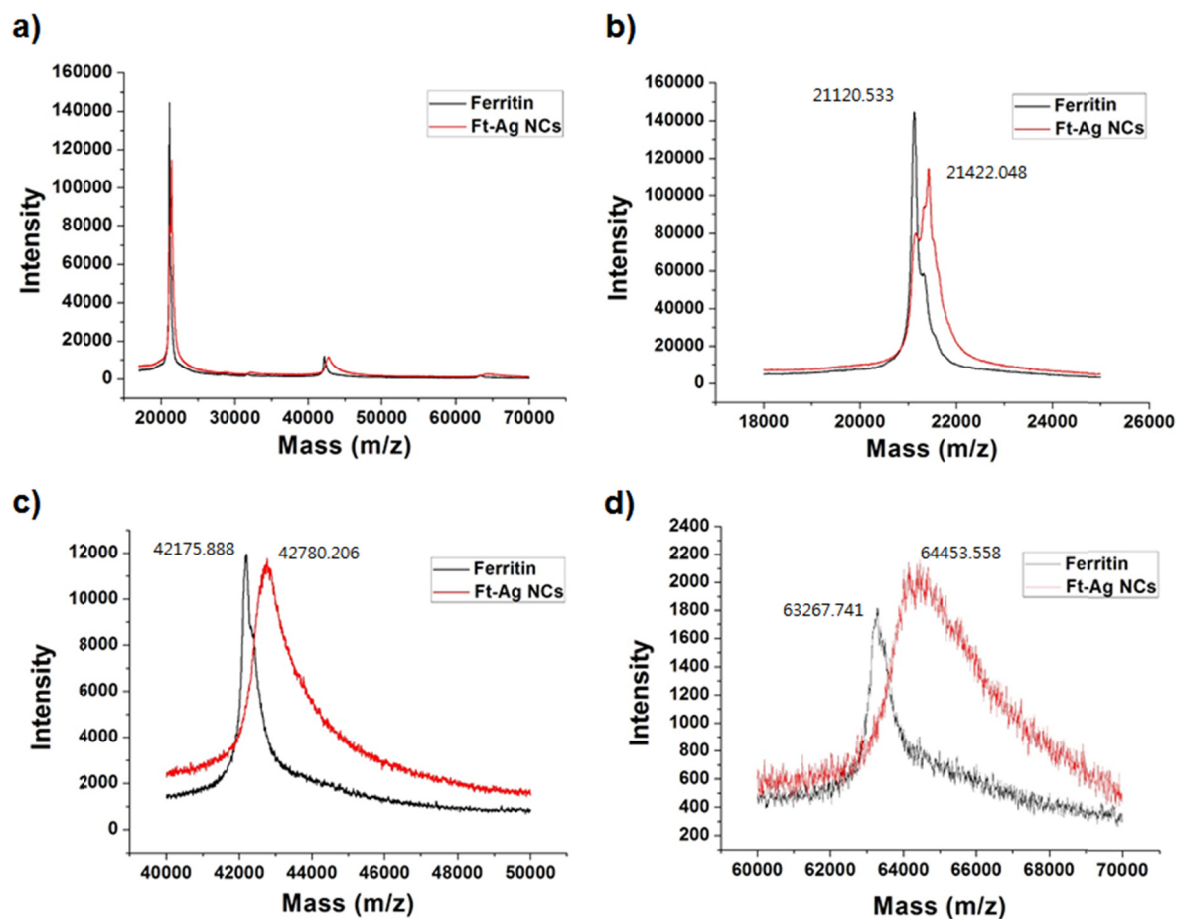 a)
160000
140000
120000
100000
80000
60000
40000
20000
0
Intensity
Ferritin
Ft-Ag NCs
20000 30000 40000 50000 60000 70000
Mass (m/z)
b)
160000
140000
120000
100000
80000
60000
40000
20000
0
Intensity
21120.533
21422.048
Ferritin
Ft-Ag NCs
18000 20000 22000 24000 26000
Mass (m/z)
c)
12000
10000
8000
6000
4000
2000
0
Intensity
42175.888 42780.206
Ferritin
Ft-Ag NCs
40000 42000 44000 46000 48000 50000
Mass (m/z)
d)
2400
2200
2000
1800
1600
1400
1200
1000
800
600
400
200
Intensity
64453.558
63267.741
Ferritin
Ft-Ag NCs
60000 62000 64000 66000 68000 70000
Mass (m/z)